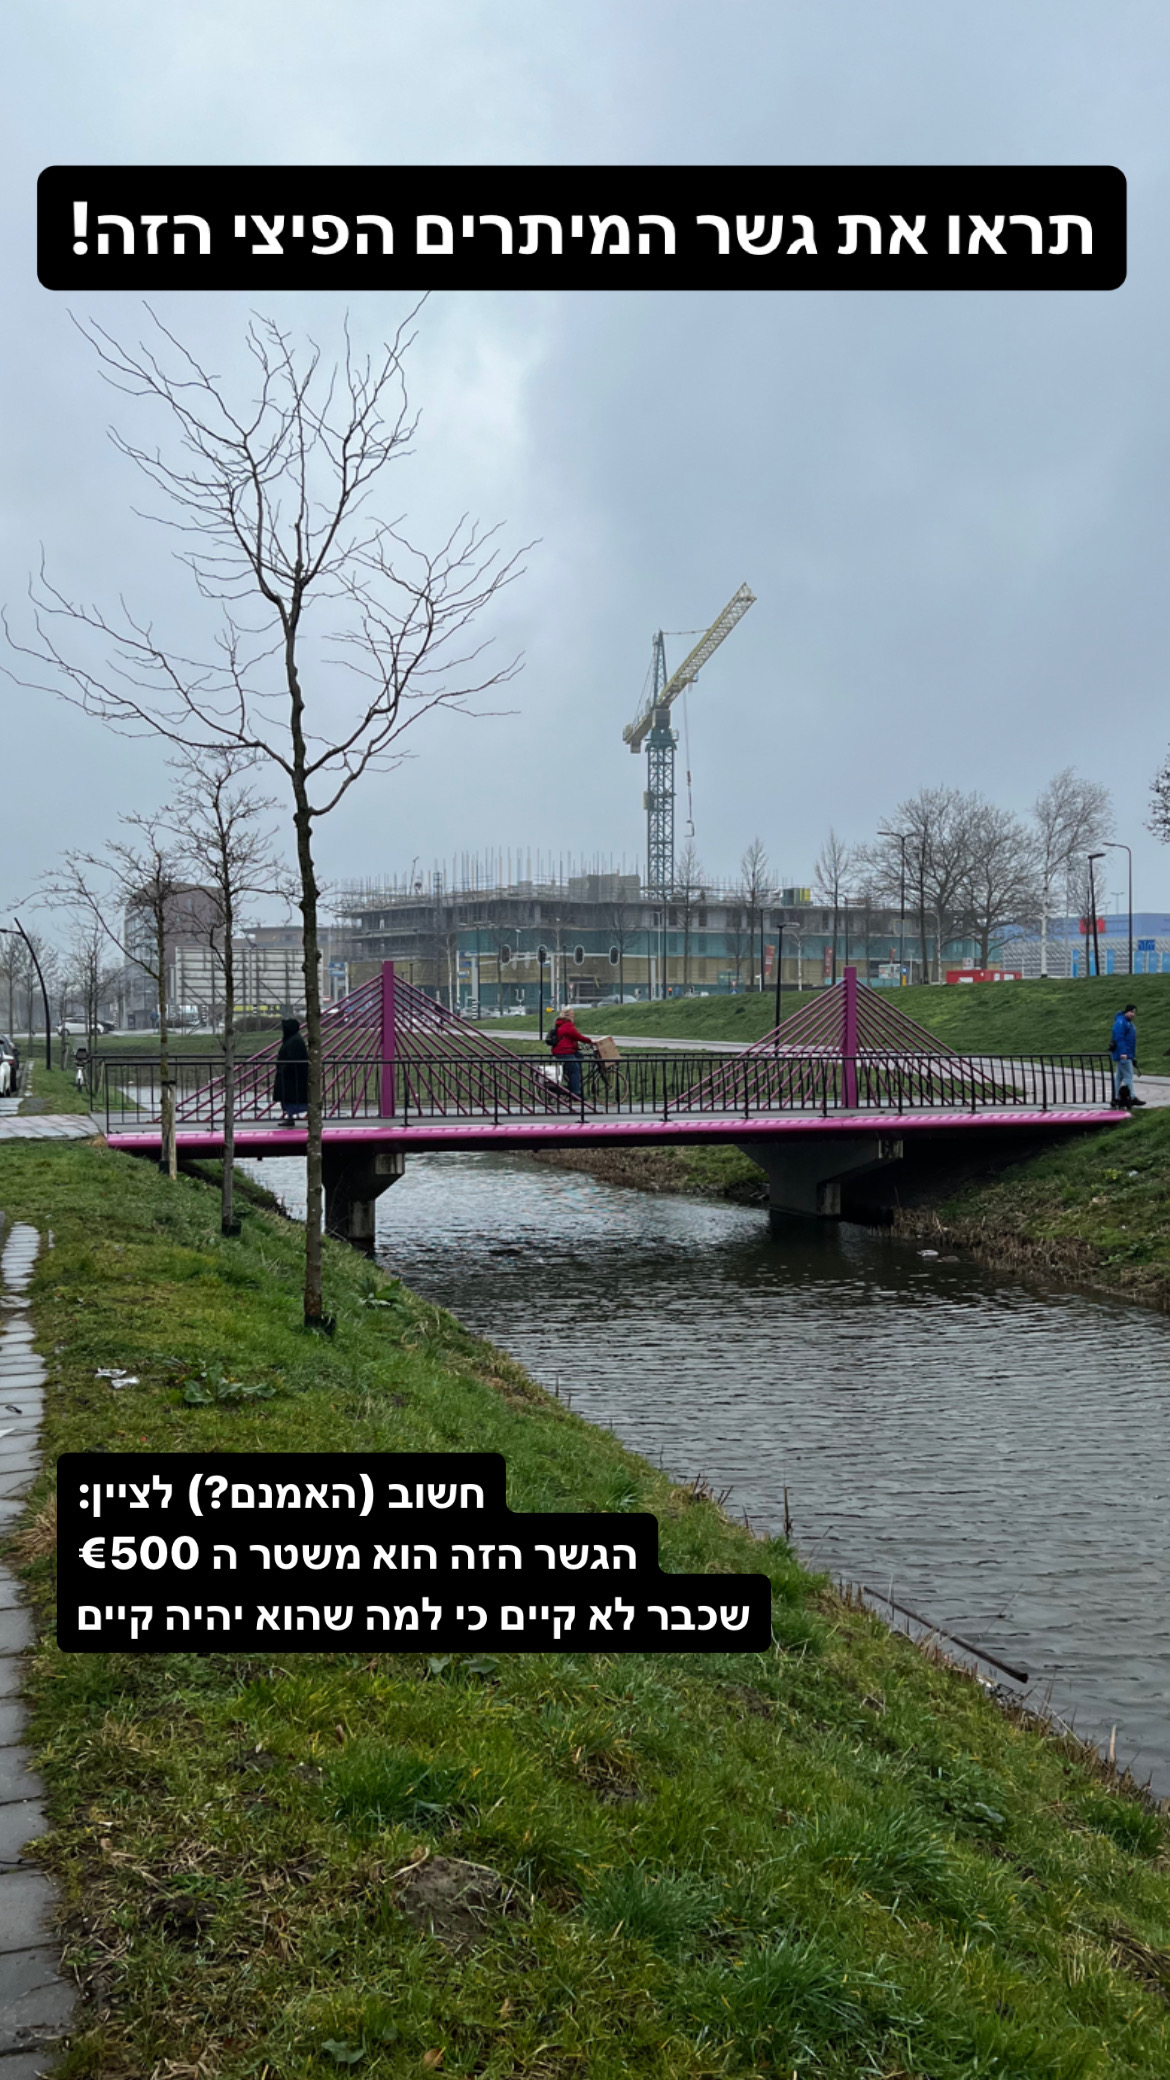 תראו את גשר המיתרים הפיצי הזה!
חשוב (האמנם?) לציין:
הגשר הזה הוא משטר ה 500€
שכבר לא קיים כי למה שהוא יהיה קיים